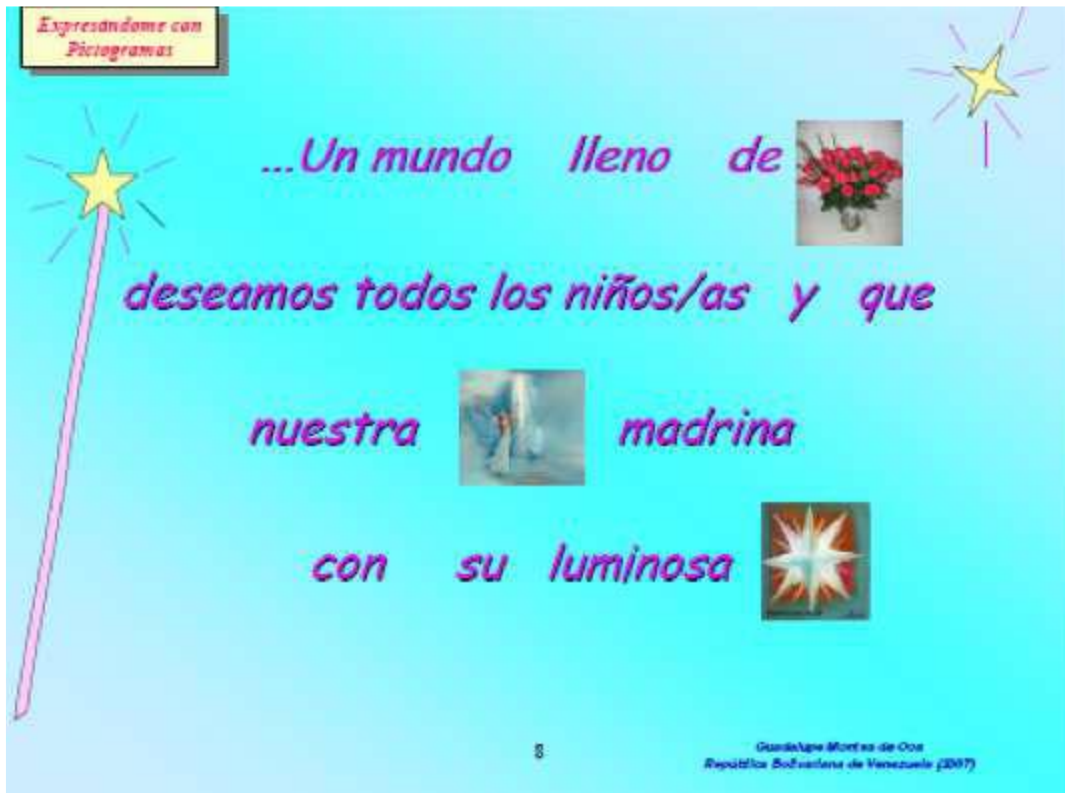 Expresándome con
Pictogramas
...Un mundo lleno de
deseamos todos los niños/as y que
nuestra madrina
con su luminosa
8
Guadalupe Montes de Oca
República Bolivariana de Venezuela (2007)